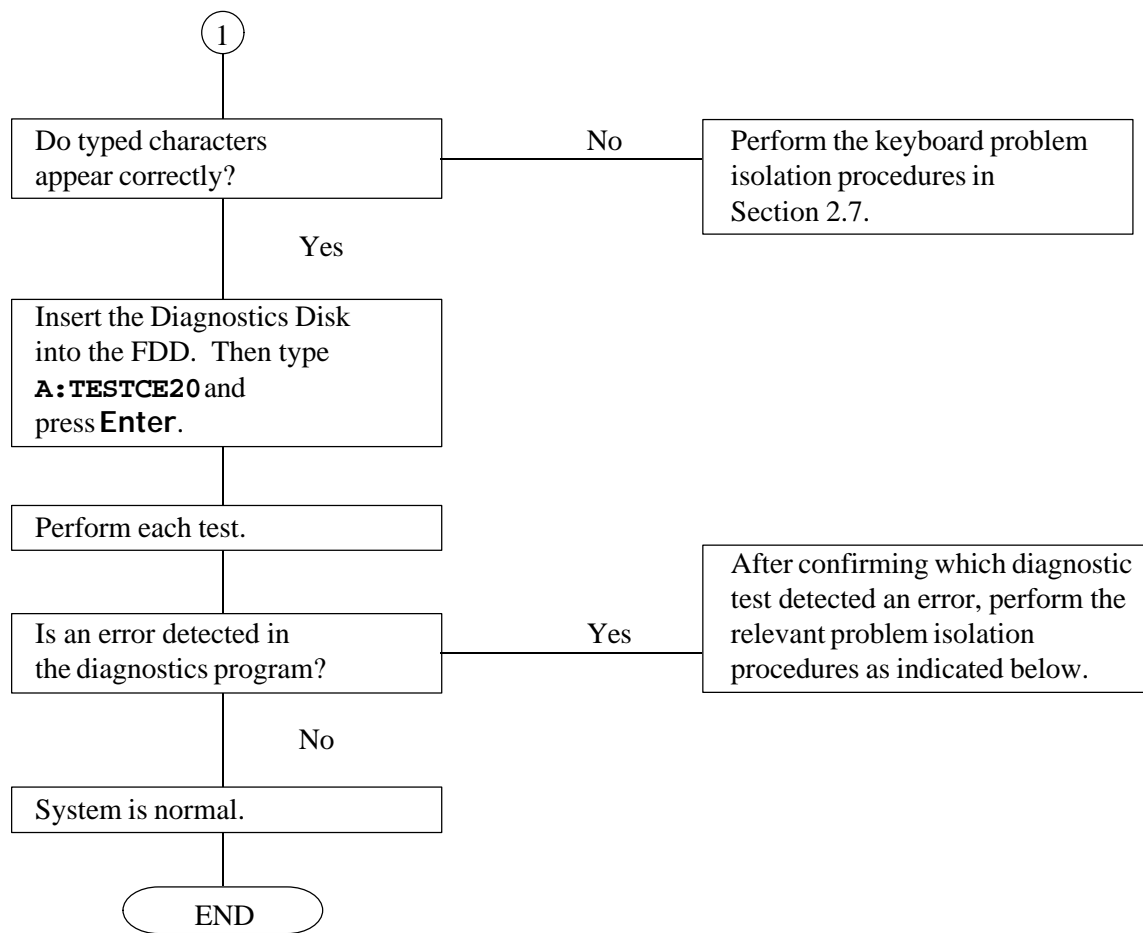 1
Do typed characters
appear correctly?
No
Perform the keyboard problem
isolation procedures in
Section 2.7.
Yes
Insert the Diagnostics Disk
into the FDD. Then type
A:TESTCE20 and
press Enter.
Perform each test.
Is an error detected in
the diagnostics program?
Yes
After confirming which diagnostic
test detected an error, perform the
relevant problem isolation
procedures as indicated below.
No
System is normal.
END